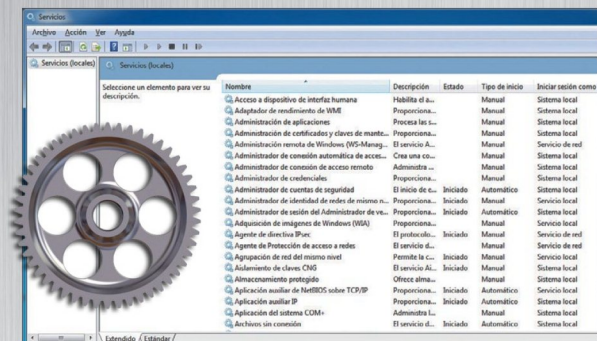 Servicios
Archivo Acción Ver Ayuda
Servicios (locales)
Servicios (locales)
Seleccione un elemento para ver su
descripción.
Nombre Descripción Estado Tipo de inicio Iniciar sesión como
Acceso a dispositivo de interfaz humana Habilita el a... Manual Sistema local
Adaptador de rendimiento de WMI Proporciona... Manual Sistema local
Administración de aplicaciones Procesa las s... Manual Sistema local
Administración de certificados y claves de mante... Proporciona... Manual Sistema local
Administración remota de Windows (WS-Manag... El servicio A... Manual Servicio de red
Administrador de conexión automática de acces... Crea una co... Manual Sistema local
Administrador de conexión de acceso remoto Administra ... Manual Sistema local
Administrador de credenciales Proporciona... Manual Sistema local
Administrador de cuentas de seguridad El inicio de e... Iniciado Automático Sistema local
Administrador de identidad de redes de mismo n... Proporciona... Iniciado Manual Servicio local
Administrador de sesión del Administrador de ve... Proporciona... Iniciado Automático Sistema local
Adquisición de imágenes de Windows (WIA) Proporciona... Manual Servicio local
Agente de directiva IPsec El protocolo... Iniciado Manual Servicio de red
Agente de Protección de acceso a redes El servicio d... Manual Servicio de red
Agrupación de red del mismo nivel Permite la c... Iniciado Manual Servicio local
Aislamiento de claves CNG El servicio Ai... Iniciado Manual Sistema local
Almacenamiento protegido Ofrece alma... Manual Sistema local
Aplicación auxiliar de NetBIOS sobre TCP/IP Proporciona... Iniciado Automático Servicio local
Aplicación auxiliar IP Proporciona... Iniciado Automático Sistema local
Aplicación del sistema COM+ Administra l... Manual Sistema local
Archivos sin conexión El servicio d... Iniciado Automático Sistema local
Extendido Estándar